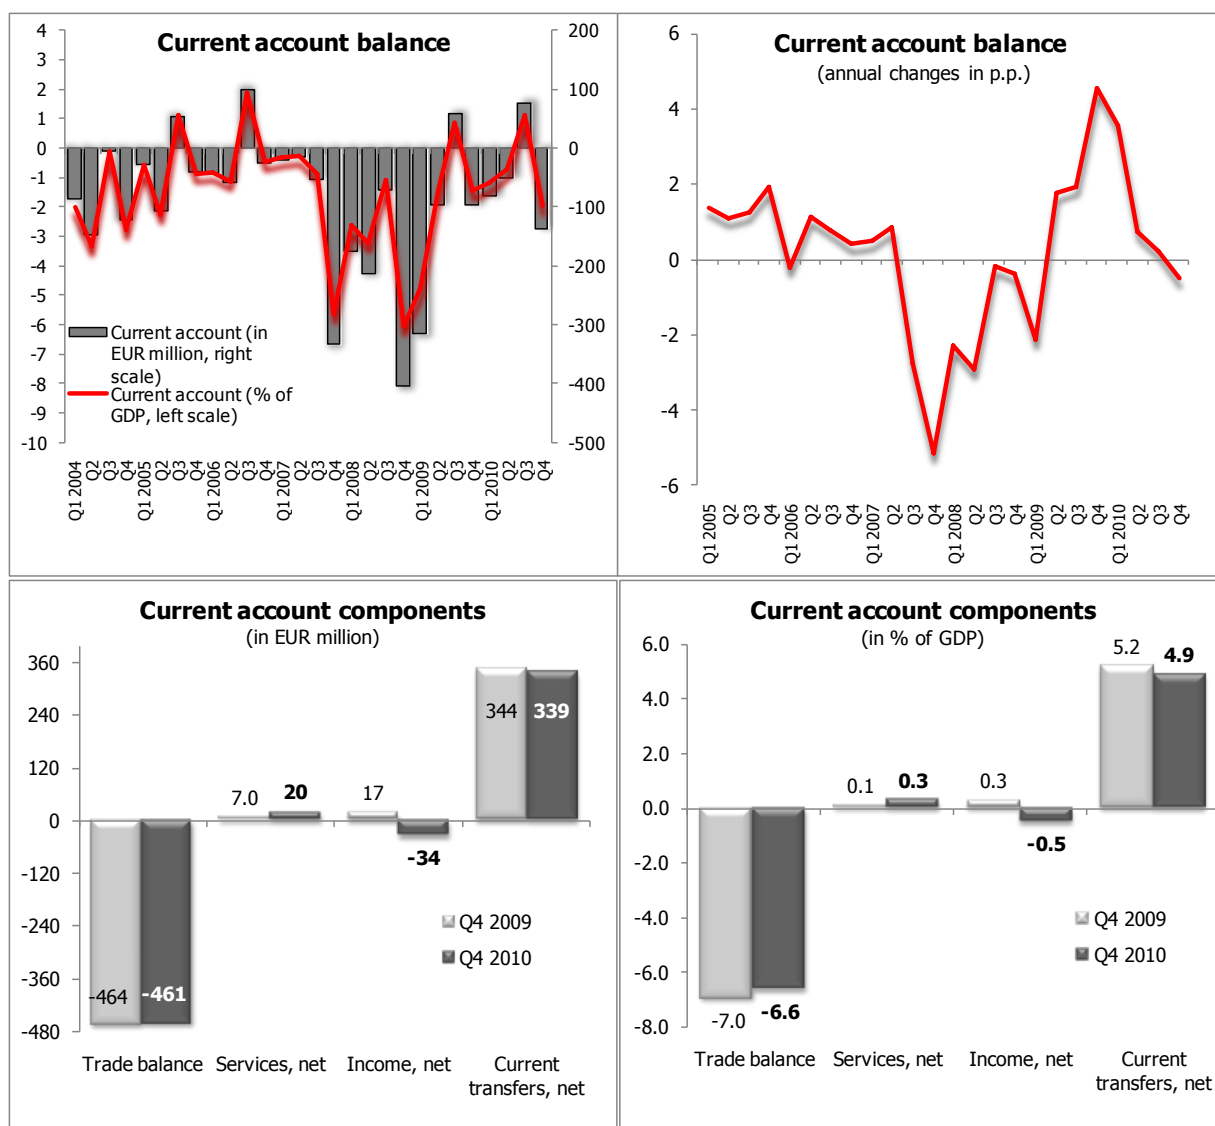 Current account balance
4
3
2
1
0
-1
-2
-3
-4
-5
-6
-7
-8
-9
-10
200
100
0
-100
-200
-300
-400
-500
Current account (in
EUR million, right
scale)
Current account (% of
GDP, left scale)
Q1 2004
Q2
Q3
Q4
Q1 2005
Q2
Q3
Q4
Q1 2006
Q2
Q3
Q4
Q1 2007
Q2
Q3
Q4
Q1 2008
Q2
Q3
Q4
Q1 2009
Q2
Q3
Q4
Q1 2010
Q2
Q3
Q4
Current account balance
(annual changes in p.p.)
6
4
2
0
-2
-4
-6
Q1 2005
Q2
Q3
Q4
Q1 2006
Q2
Q3
Q4
Q1 2007
Q2
Q3
Q4
Q1 2008
Q2
Q3
Q4
Q1 2009
Q2
Q3
Q4
Q1 2010
Q2
Q3
Q4
Current account components
(in EUR million)
360
240
120
0
-120
-240
-360
-480
-464
-461
7.0
20
17
-34
344
339
Q4 2009
Q4 2010
Trade balance
Services, net
Income, net
Current
transfers, net
Current account components
(in % of GDP)
6.0
4.0
2.0
0.0
-2.0
-4.0
-6.0
-8.0
-7.0
-6.6
0.1
0.3
0.3
-0.5
5.2
4.9
Q4 2009
Q4 2010
Trade balance
Services, net
Income, net
Current
transfers, net